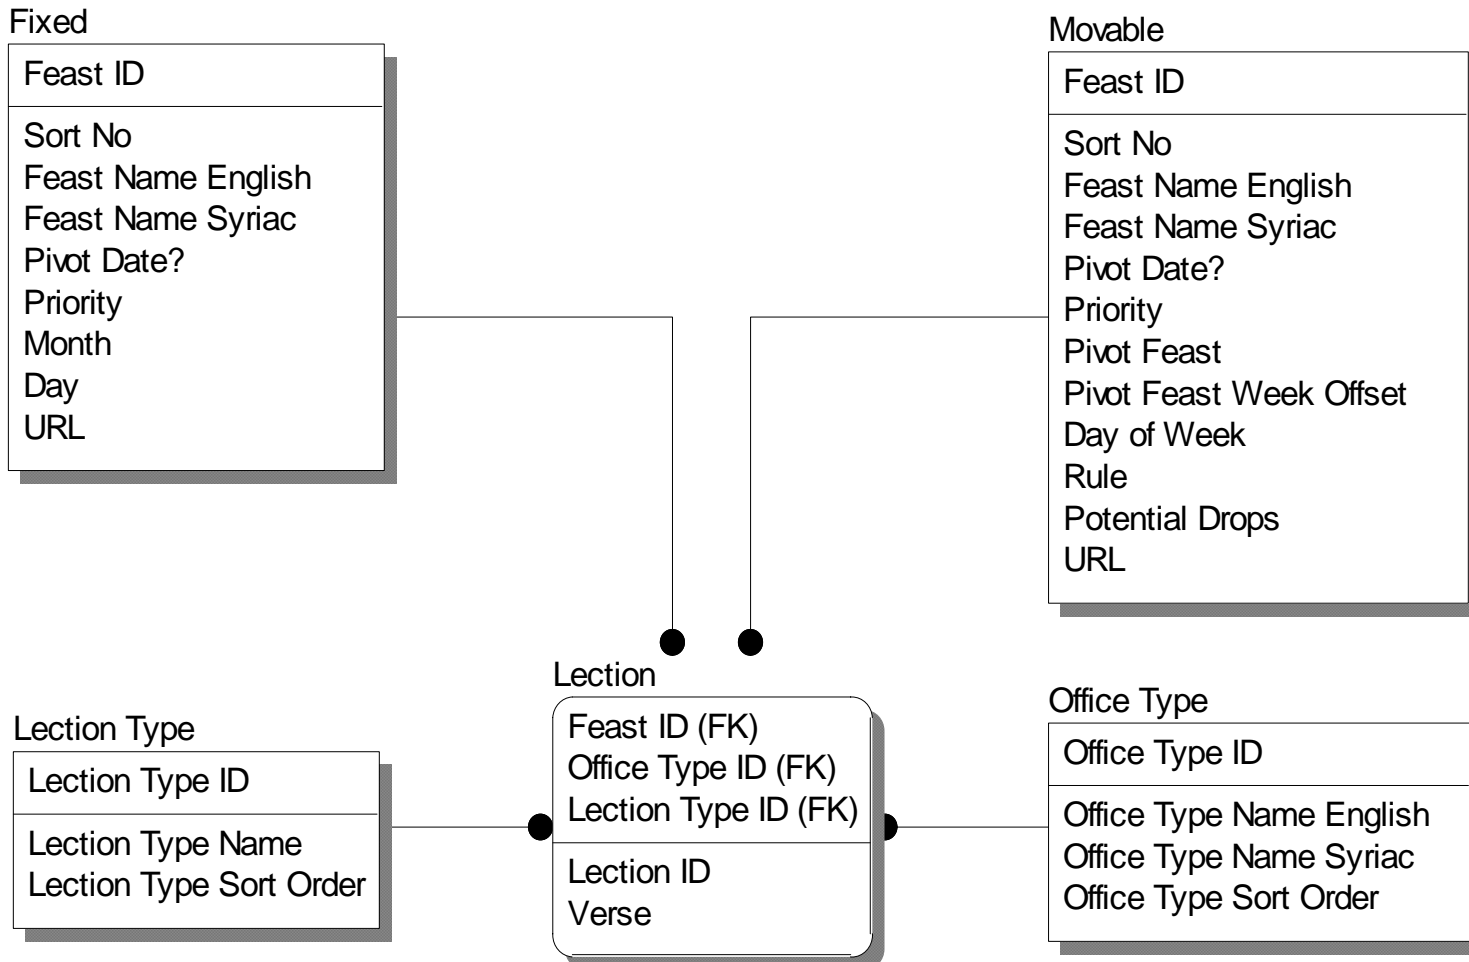 Fixed
Feast ID
Sort No
Feast Name English
Feast Name Syriac
Pivot Date?
Priority
Month
Day
URL
Movable
Feast ID
Sort No
Feast Name English
Feast Name Syriac
Pivot Date?
Priority
Pivot Feast
Pivot Feast Week Offset
Day of Week
Rule
Potential Drops
URL
Lection Type
Lection Type ID
Lection Type Name
Lection Type Sort Order
Lection
Feast ID (FK)
Office Type ID (FK)
Lection Type ID (FK)
Lection ID
Verse
Office Type
Office Type ID
Office Type Name English
Office Type Name Syriac
Office Type Sort Order